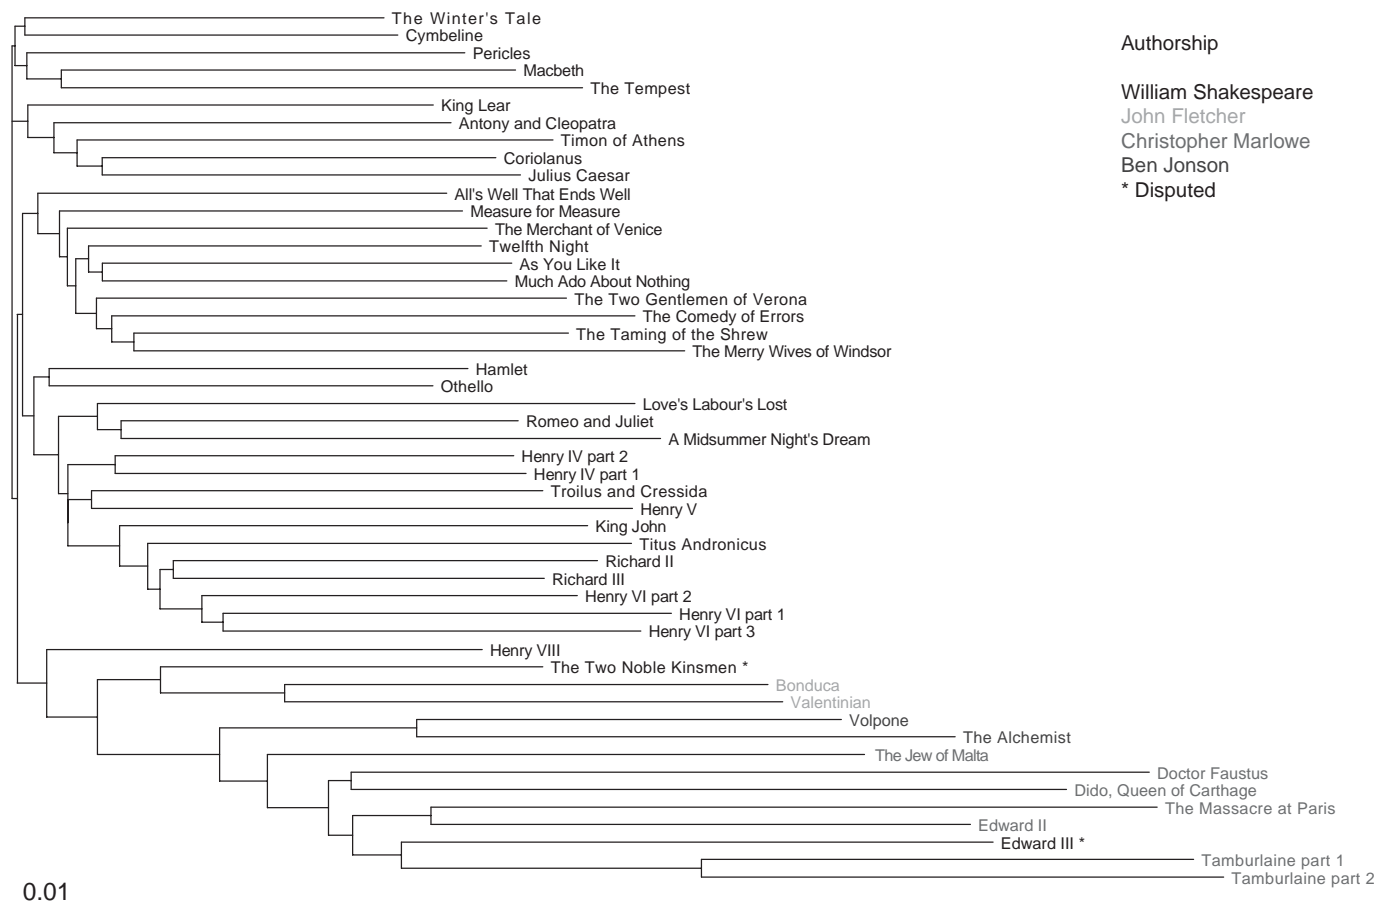 The Winter's Tale
Cymbeline
Pericles
Macbeth
The Tempest
King Lear
Antony and Cleopatra
Timon of Athens
Coriolanus
Julius Caesar
All's Well That Ends Well
Measure for Measure
The Merchant of Venice
Twelfth Night
As You Like It
Much Ado About Nothing
The Two Gentlemen of Verona
The Comedy of Errors
The Taming of the Shrew
The Merry Wives of Windsor
Hamlet
Othello
Love's Labour's Lost
Romeo and Juliet
A Midsummer Night's Dream
Henry IV part 2
Henry IV part 1
Troilus and Cressida
Henry V
King John
Titus Andronicus
Richard II
Richard III
Henry VI part 2
Henry VI part 1
Henry VI part 3
Henry VIII
The Two Noble Kinsmen *
Bonduca
Valentinian
Volpone
The Alchemist
The Jew of Malta
Doctor Faustus
Dido, Queen of Carthage
The Massacre at Paris
Edward II
Edward III *
Tamburlaine part 1
Tamburlaine part 2
0.01
Authorship
William Shakespeare
John Fletcher
Christopher Marlowe
Ben Jonson
* Disputed